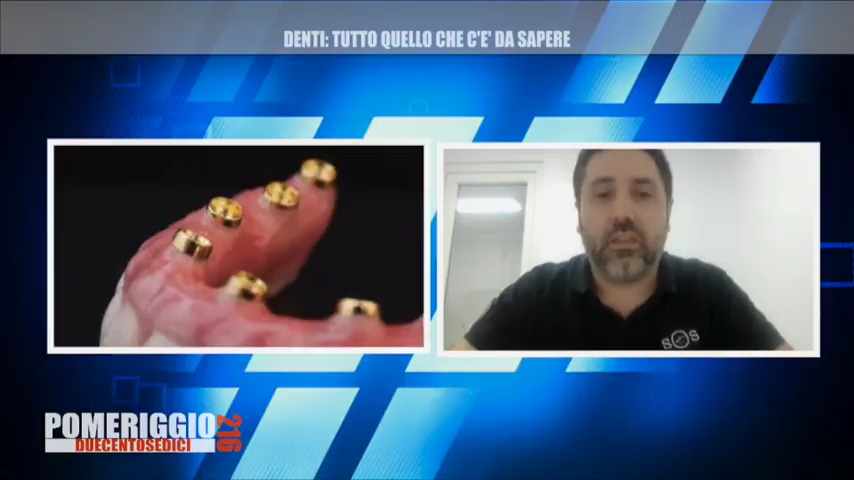 DENTI: TUTTO QUELLO CHE C'E' DA SAPERE
SOS
POMERIGGIO
DUECENTOSEDICI
216